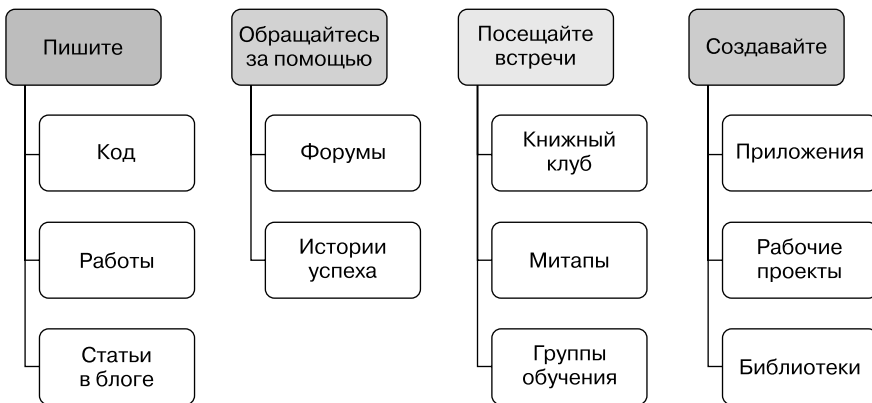 Пишите
Код
Работы
Статьи
в блоге
Обращайтесь
за помощью
Форумы
Истории
успеха
Посещайте
встречи
Книжный
клуб
Митапы
Группы
обучения
Создавайте
Приложения
Рабочие
проекты
Библиотеки